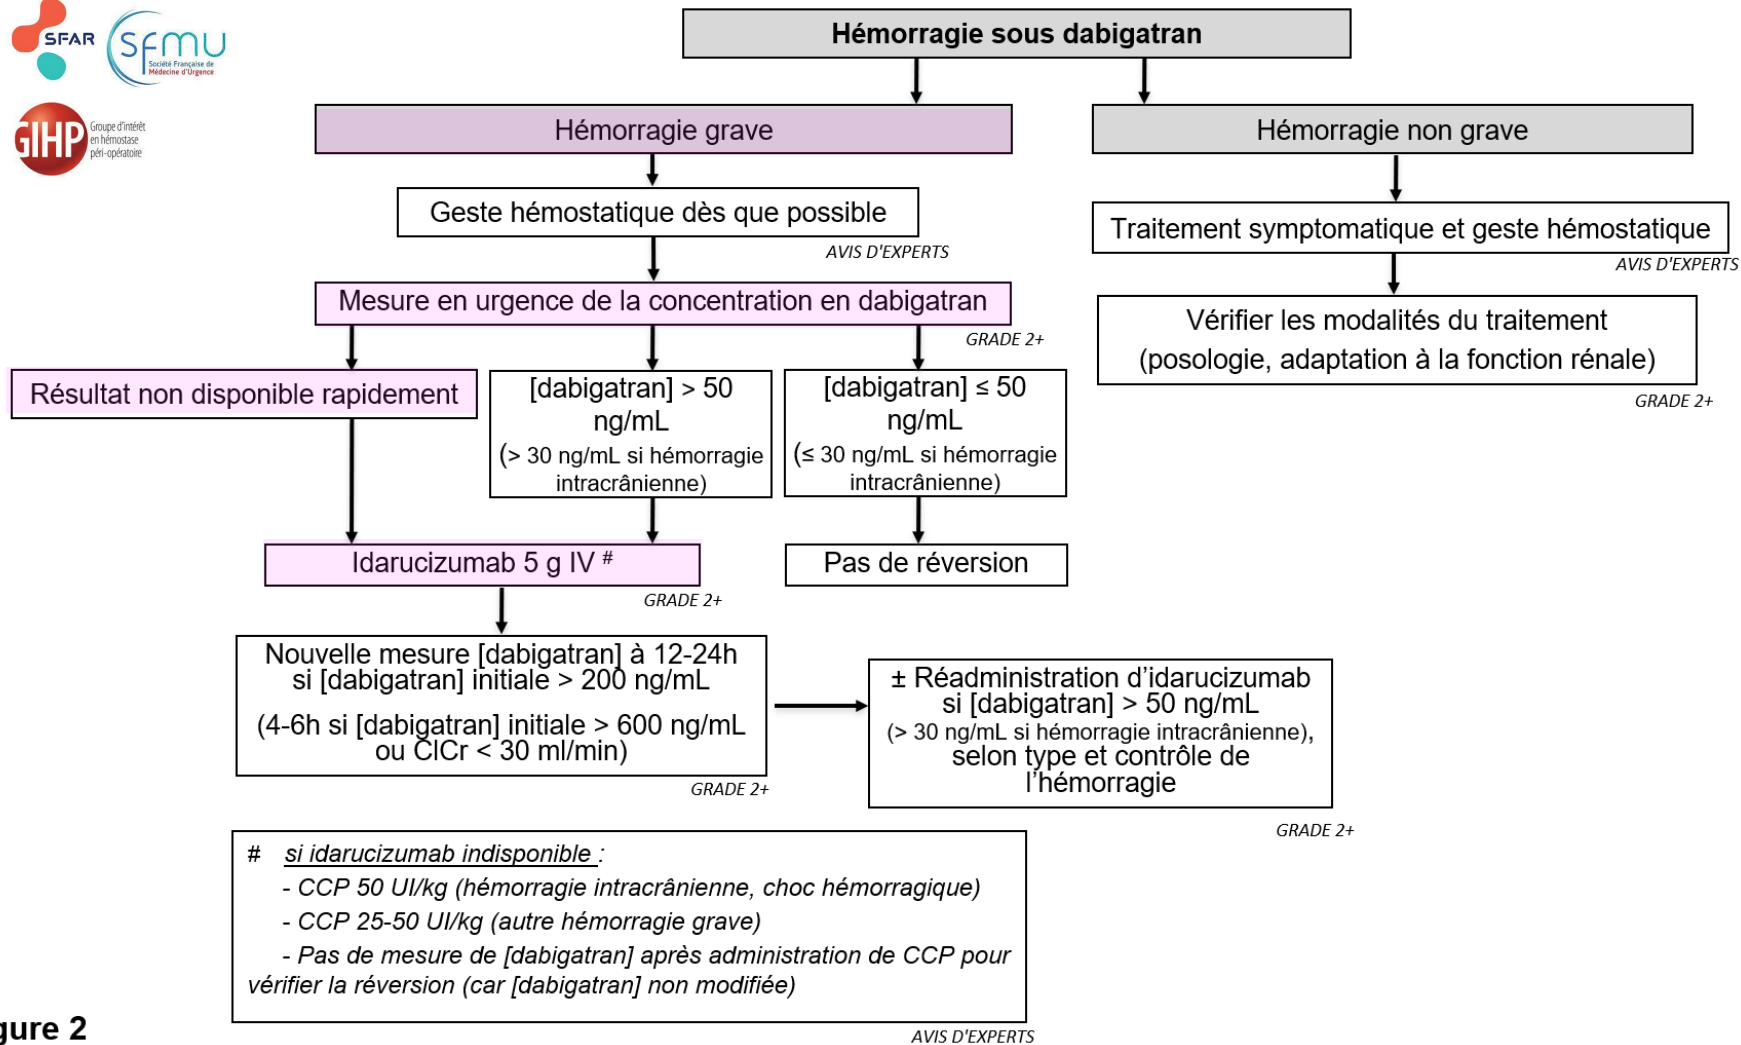 SFAR
SFMU
Société Française de
Médecine d'Urgence
GIHP
Groupe d'intérêt
en hémostase
péri-opératoire
Hémorragie sous dabigatran
Hémorragie grave
Hémorragie non grave
Geste hémostatique dès que possible
AVIS D'EXPERTS
Traitement symptomatique et geste hémostatique
AVIS D'EXPERTS
Mesure en urgence de la concentration en dabigatran
GRADE 2+
Vérifier les modalités du traitement
(posologie, adaptation à la fonction rénale)
GRADE 2+
Résultat non disponible rapidement
[dabigatran] > 50
ng/mL
(> 30 ng/mL si hémorragie
intracrânienne)
[dabigatran] ≤ 50
ng/mL
(≤ 30 ng/mL si hémorragie
intracrânienne)
Idarucizumab 5 g IV #
GRADE 2+
Pas de réversion
Nouvelle mesure [dabigatran] à 12-24h
si [dabigatran] initiale > 200 ng/mL
(4-6h si [dabigatran] initiale > 600 ng/mL
ou ClCr < 30 ml/min)
GRADE 2+
± Réadministration d'idarucizumab
si [dabigatran] > 50 ng/mL
(> 30 ng/mL si hémorragie intracrânienne),
selon type et contrôle de
l'hémorragie
GRADE 2+
# si idarucizumab indisponible :
- CCP 50 UI/kg (hémorragie intracrânienne, choc hémorragique)
- CCP 25-50 UI/kg (autre hémorragie grave)
- Pas de mesure de [dabigatran] après administration de CCP pour
vérifier la réversion (car [dabigatran] non modifiée)
AVIS D'EXPERTS
gure 2